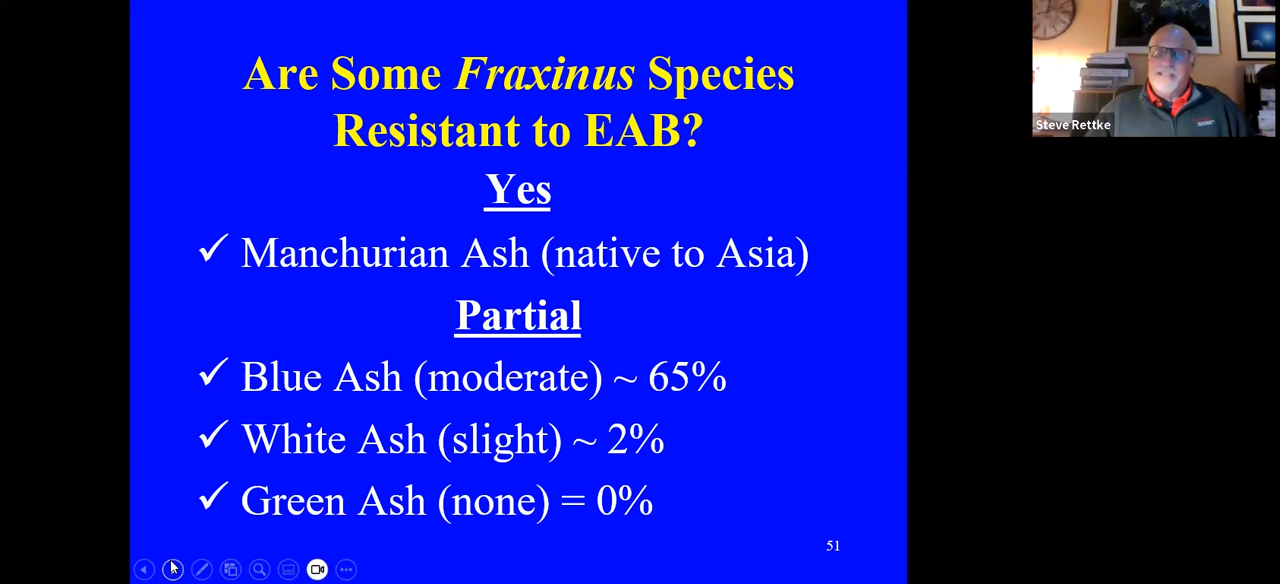 Are Some Fraxinus Species
Resistant to EAB?
Yes
✓ Manchurian Ash (native to Asia)
Partial
✓ Blue Ash (moderate) ~ 65%
✓ White Ash (slight) ~ 2%
✓ Green Ash (none) = 0%
51
Steve Rettke